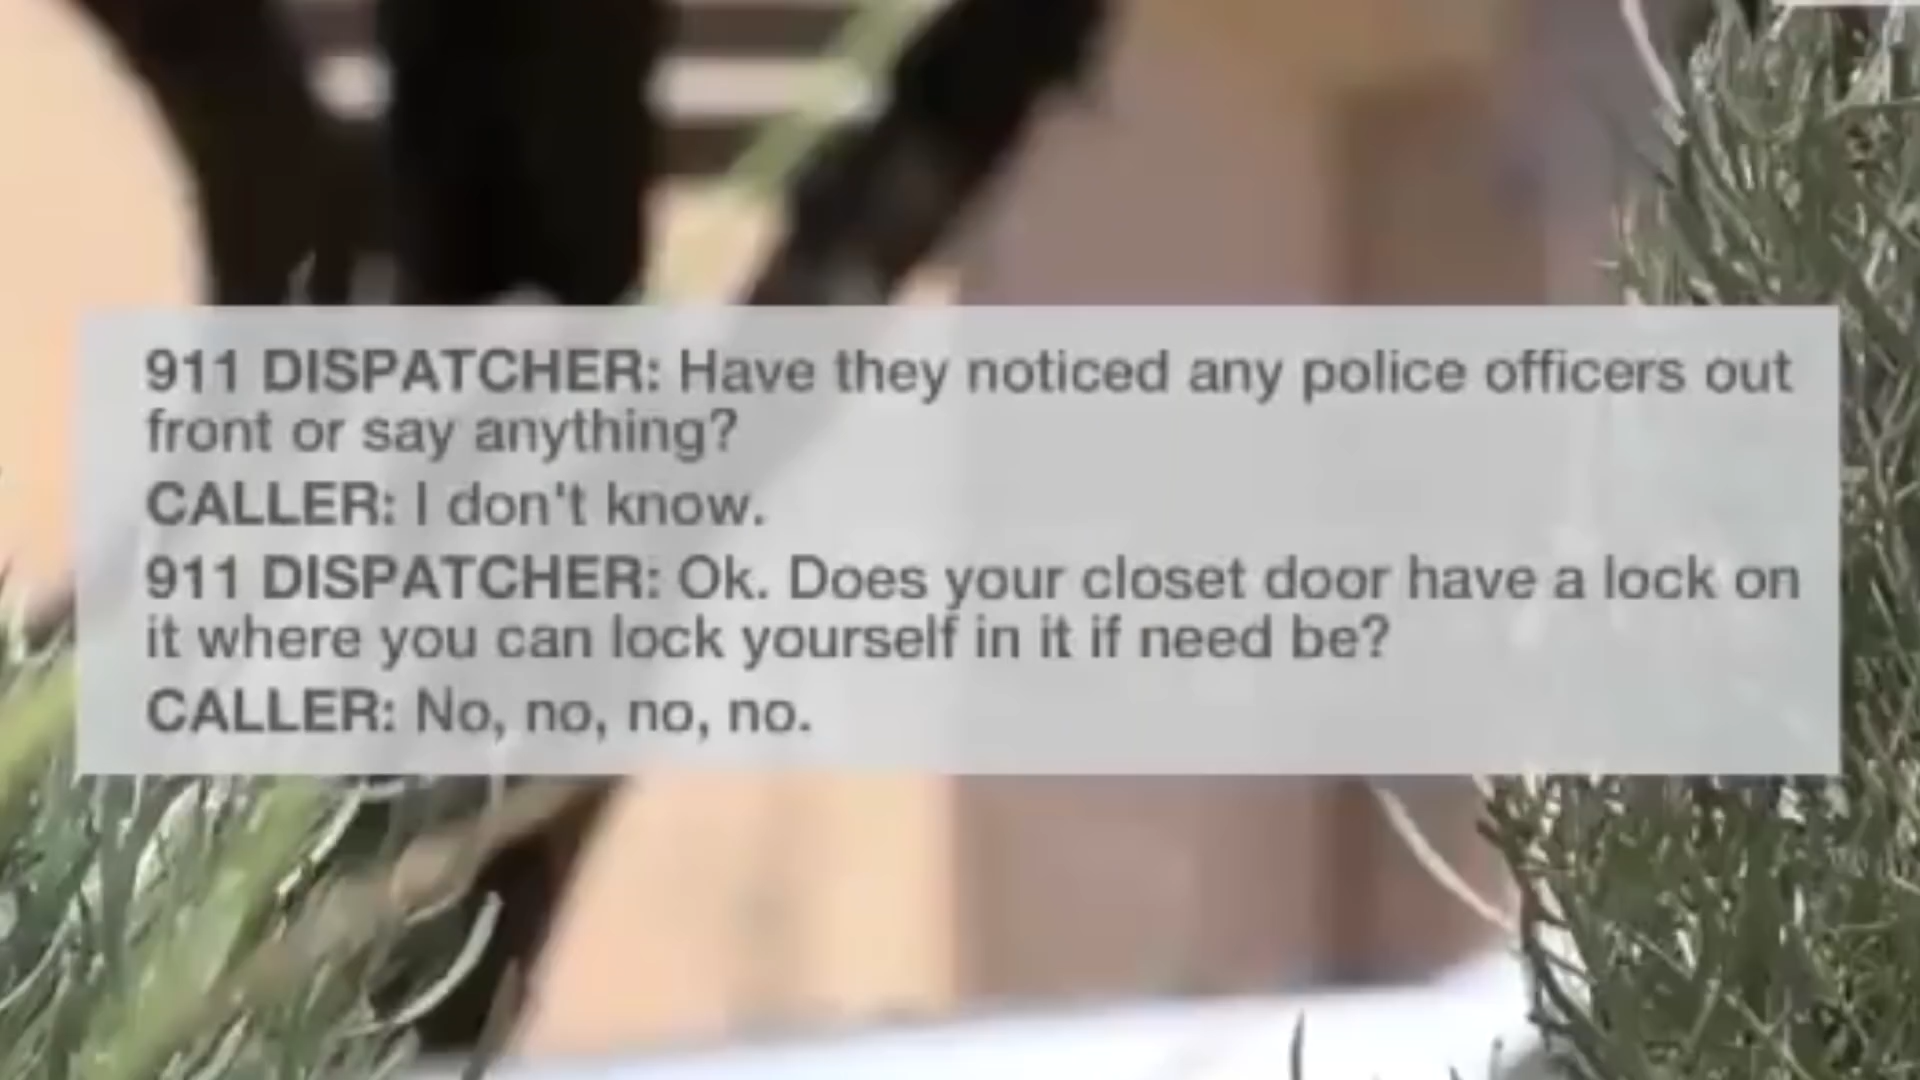 911 DISPATCHER: Have they noticed any police officers out
front or say anything?
CALLER: I don't know.
911 DISPATCHER: Ok. Does your closet door have a lock on
it where you can lock yourself in it if need be?
CALLER: No, no, no, no.